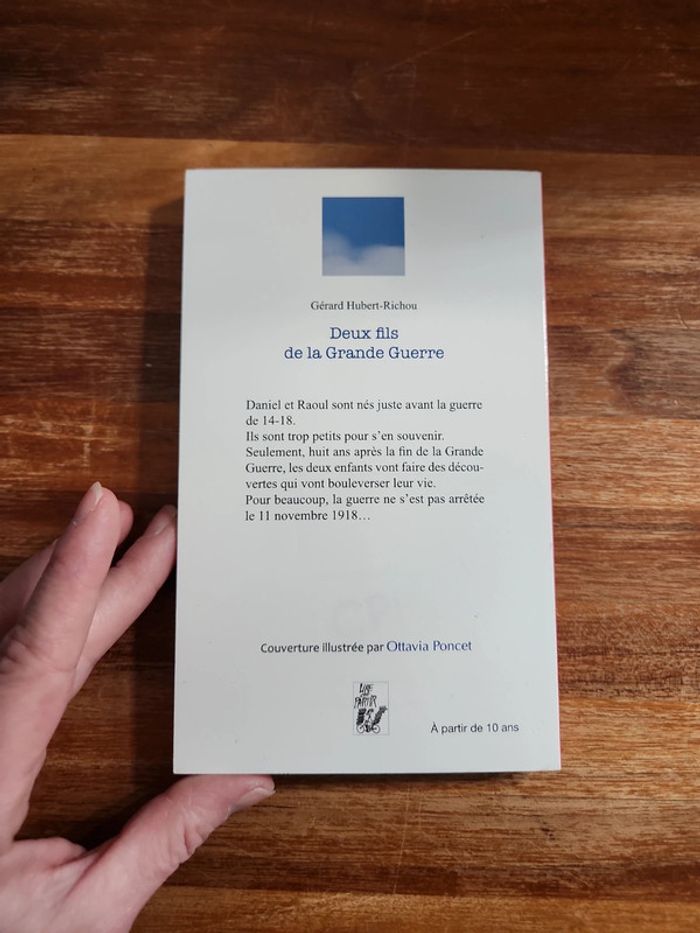 Gérard Hubert-Richou
Deux fils
de la Grande Guerre
Daniel et Raoul sont nés juste avant la guerre
de 14-18.
Ils sont trop petits pour s'en souvenir.
Seulement, huit ans après la fin de la Grande
Guerre, les deux enfants vont faire des décou-
vertes qui vont bouleverser leur vie.
Pour beaucoup, la guerre ne s'est pas arrêtée
le 11 novembre 1918…
Couverture illustrée par Ottavia Poncet
LIRE
C'EST
PARTIR
À partir de 10 ans